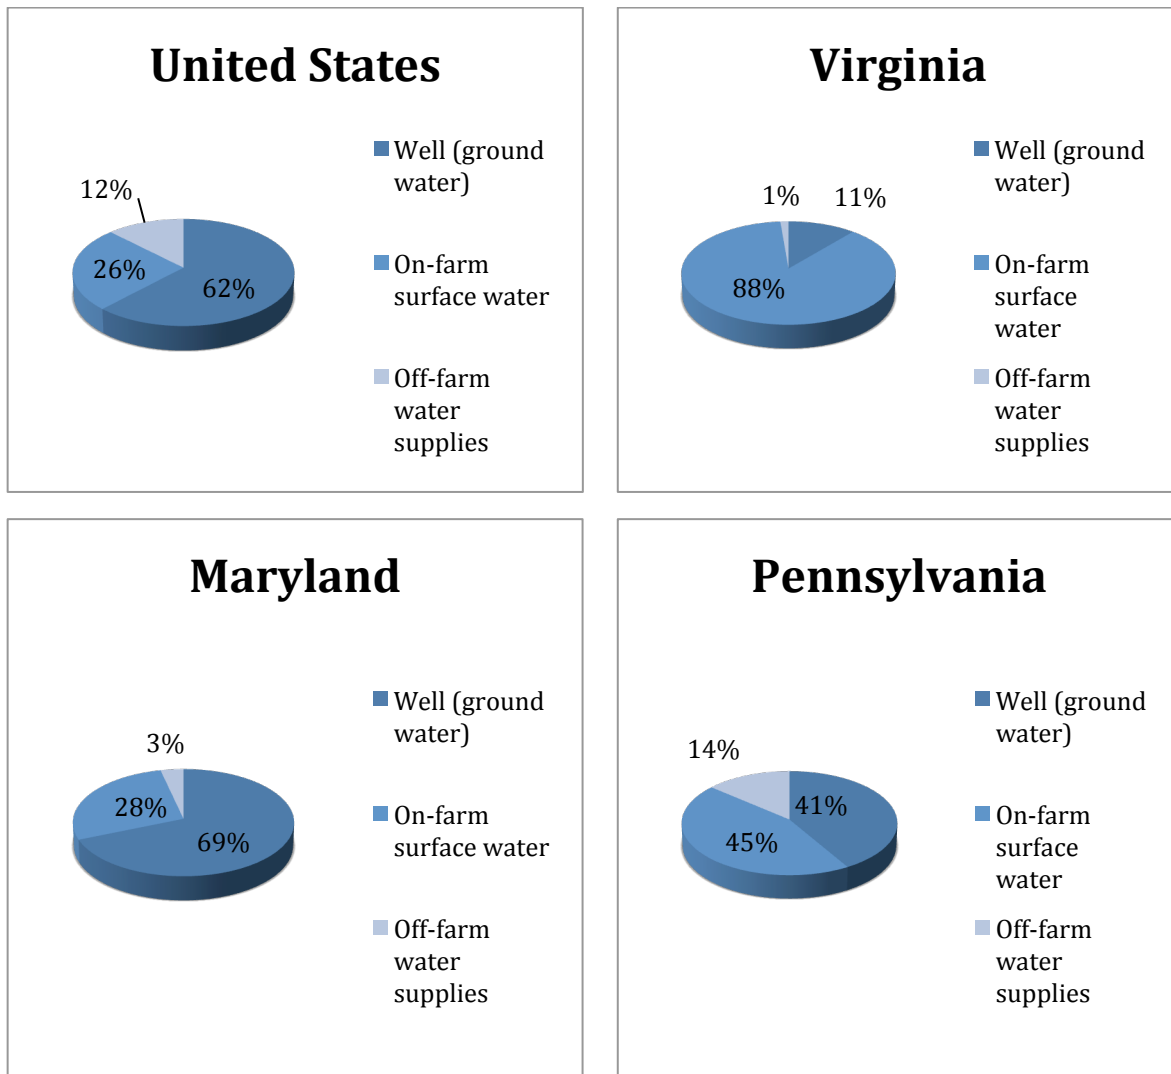 United States
12%
26%
62%
Well (ground
water)
On-farm
surface water
Off-farm
water
supplies
Virginia
1%
11%
88%
Well (ground
water)
On-farm
surface
water
Off-farm
water
supplies
Maryland
3%
28%
69%
Well (ground
water)
On-farm
surface water
Off-farm
water
supplies
Pennsylvania
14%
41%
45%
Well (ground
water)
On-farm
surface
water
Off-farm
water
supplies